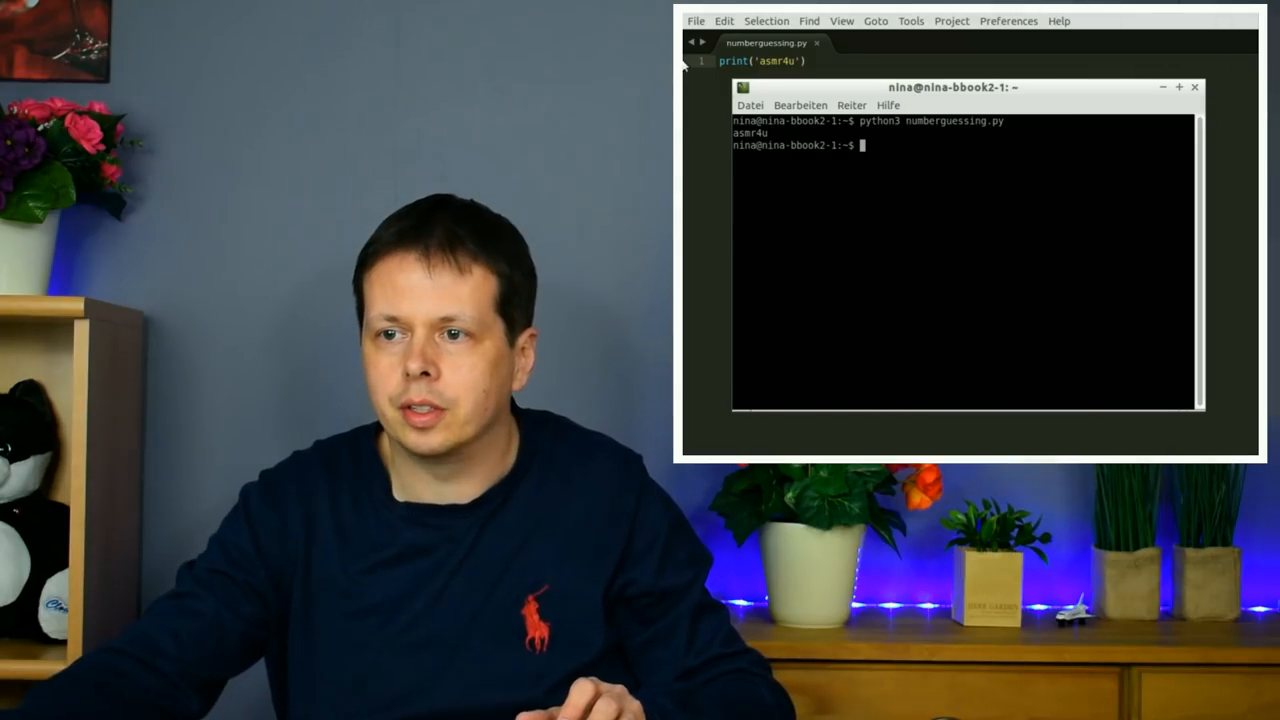 File Edit Selection Find View Goto Tools Project Preferences Help
numberguessing.py ×
1 print('asmr4u')
nina@nina-bbook2-1: ~
Datei Bearbeiten Reiter Hilfe
nina@nina-bbook2-1:~$ python3 numberguessing.py
asmr4u
nina@nina-bbook2-1:~$